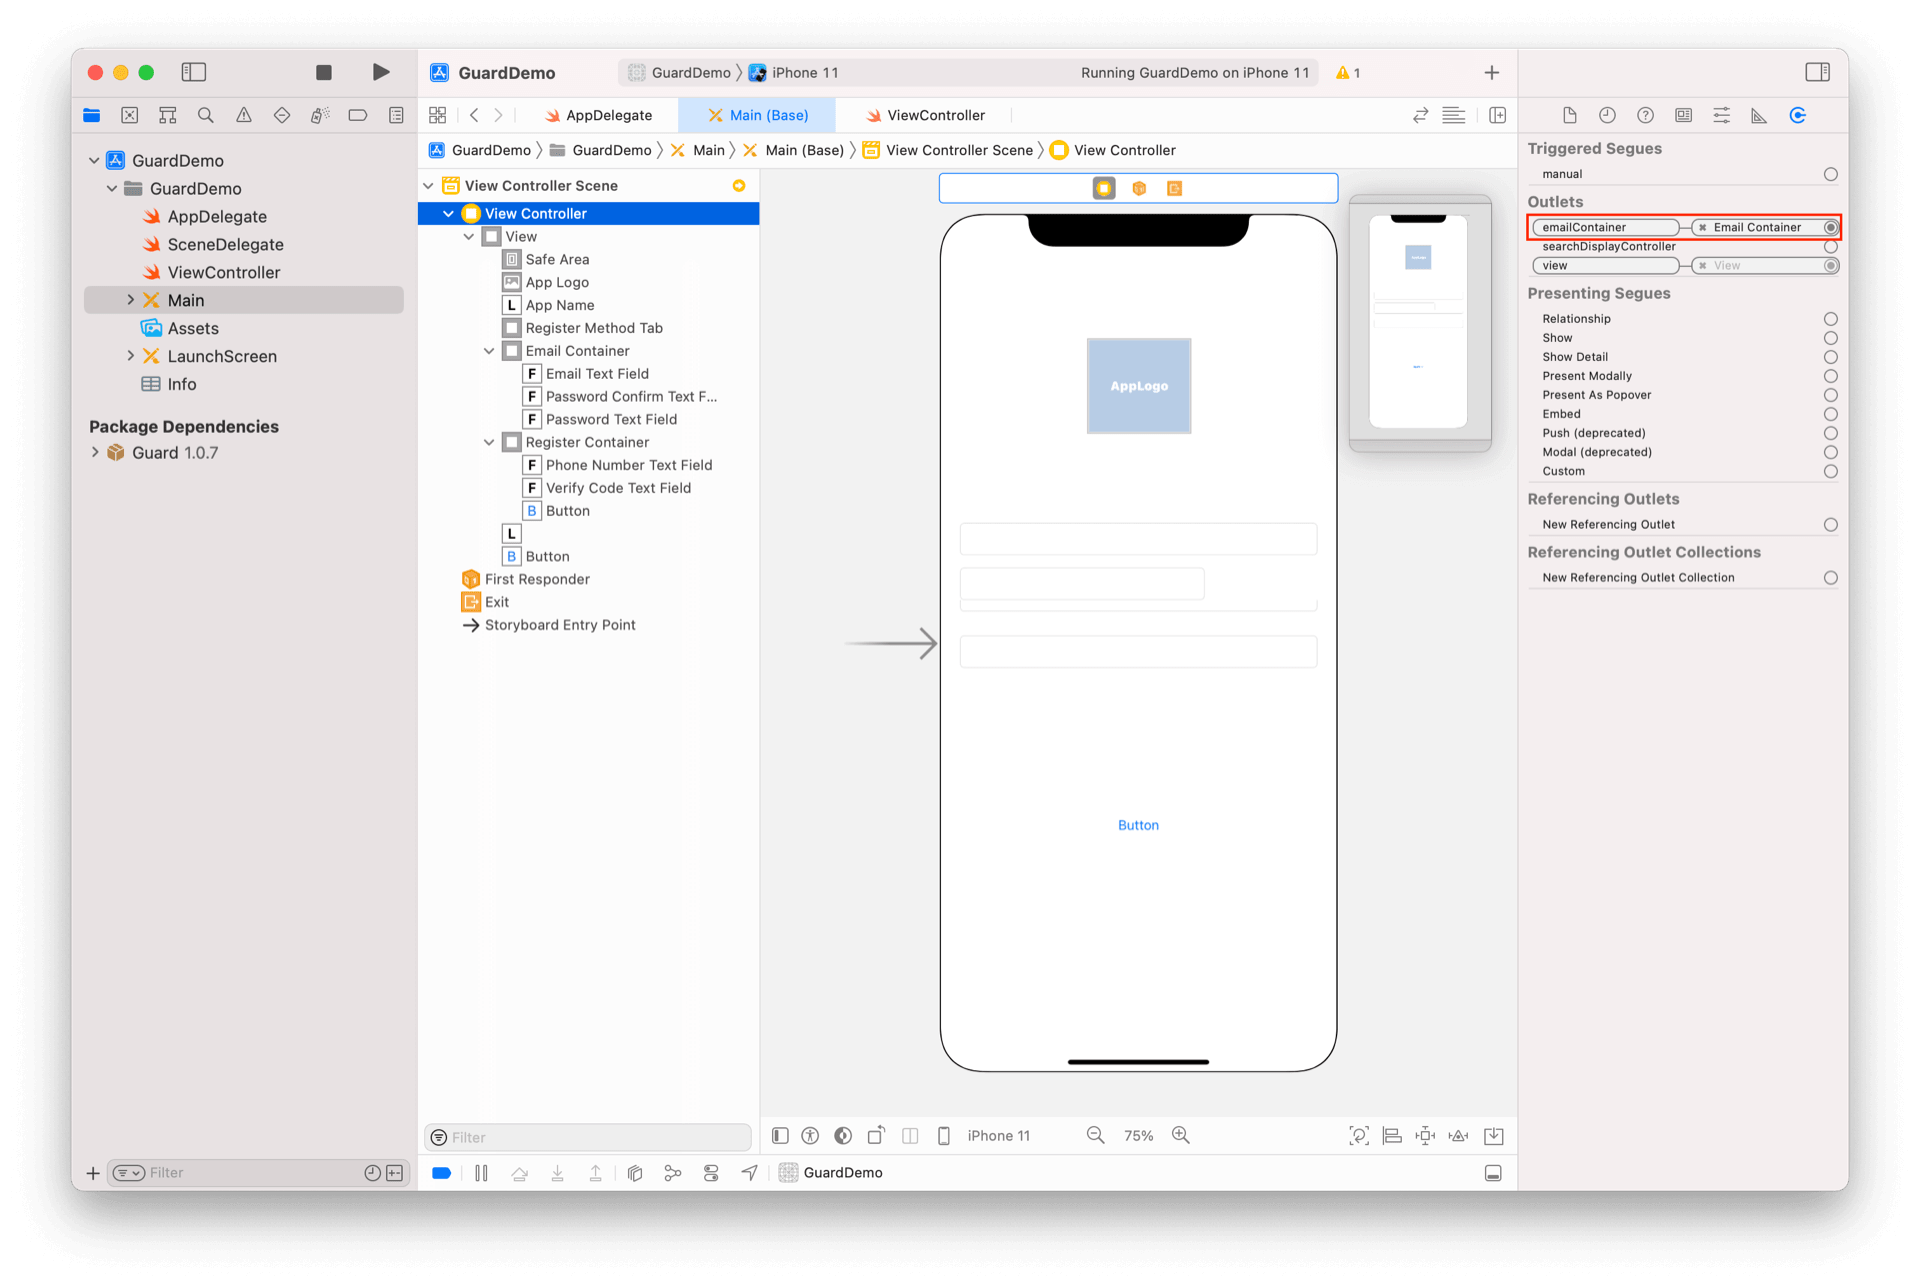 GuardDemo
GuardDemo
iPhone 11
Running GuardDemo on iPhone 11
1
AppDelegate
Main (Base)
ViewController
GuardDemo
GuardDemo
Main
Main (Base)
View Controller Scene
View Controller
GuardDemo
GuardDemo
AppDelegate
SceneDelegate
ViewController
Main
Assets
LaunchScreen
Info
Package Dependencies
Guard 1.0.7
Filter
View Controller Scene
View Controller
View
Safe Area
App Logo
L App Name
Register Method Tab
Email Container
F Email Text Field
F Password Confirm Text F...
F Password Text Field
Register Container
F Phone Number Text Field
F Verify Code Text Field
B Button
L
B Button
First Responder
Exit
Storyboard Entry Point
Filter
AppLogo
Button
iPhone 11
75%
GuardDemo
Triggered Segues
manual
Outlets
emailContainer
Email Container
searchDisplayController
view
View
Presenting Segues
Relationship
Show
Show Detail
Present Modally
Present As Popover
Embed
Push (deprecated)
Modal (deprecated)
Custom
Referencing Outlets
New Referencing Outlet
Referencing Outlet Collections
New Referencing Outlet Collection